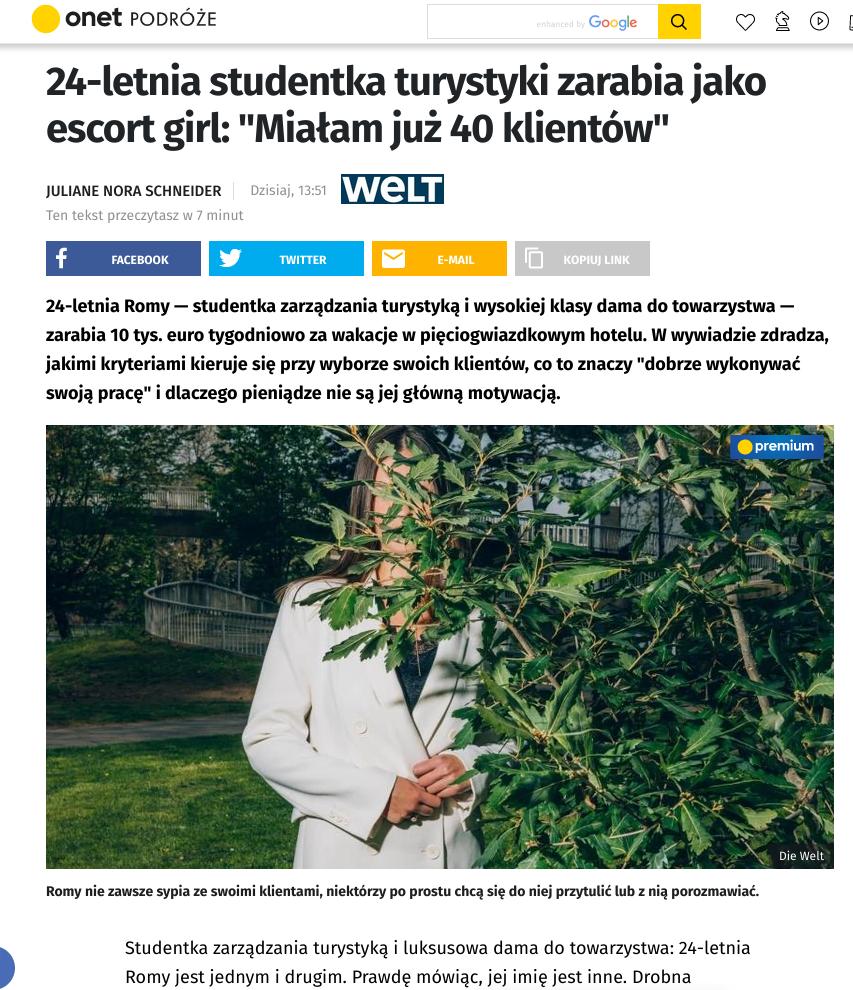 onet PODRÓŻE
enhanced by Google
24-letnia studentka turystyki zarabia jako
escort girl: "Miałam już 40 klientów"
JULIANE NORA SCHNEIDER Dzisiaj, 13:51 WELT
Ten tekst przeczytasz w 7 minut
FACEBOOK TWITTER E-MAIL KOPIUJ LINK
24-letnia Romy — studentka zarządzania turystyką i wysokiej klasy dama do towarzystwa —
zarabia 10 tys. euro tygodniowo za wakacje w pięciogwiazdkowym hotelu. W wywiadzie zdradza,
jakimi kryteriami kieruje się przy wyborze swoich klientów, co to znaczy "dobrze wykonywać
swoją pracę" i dlaczego pieniądze nie są jej główną motywacją.
premium
Die Welt
Romy nie zawsze sypia ze swoimi klientami, niektórzy po prostu chcą się do niej przytulić lub z nią porozmawiać.
Studentka zarządzania turystyką i luksusowa dama do towarzystwa: 24-letnia
Romy jest jednym i drugim. Prawdę mówiąc, jej imię jest inne. Drobna